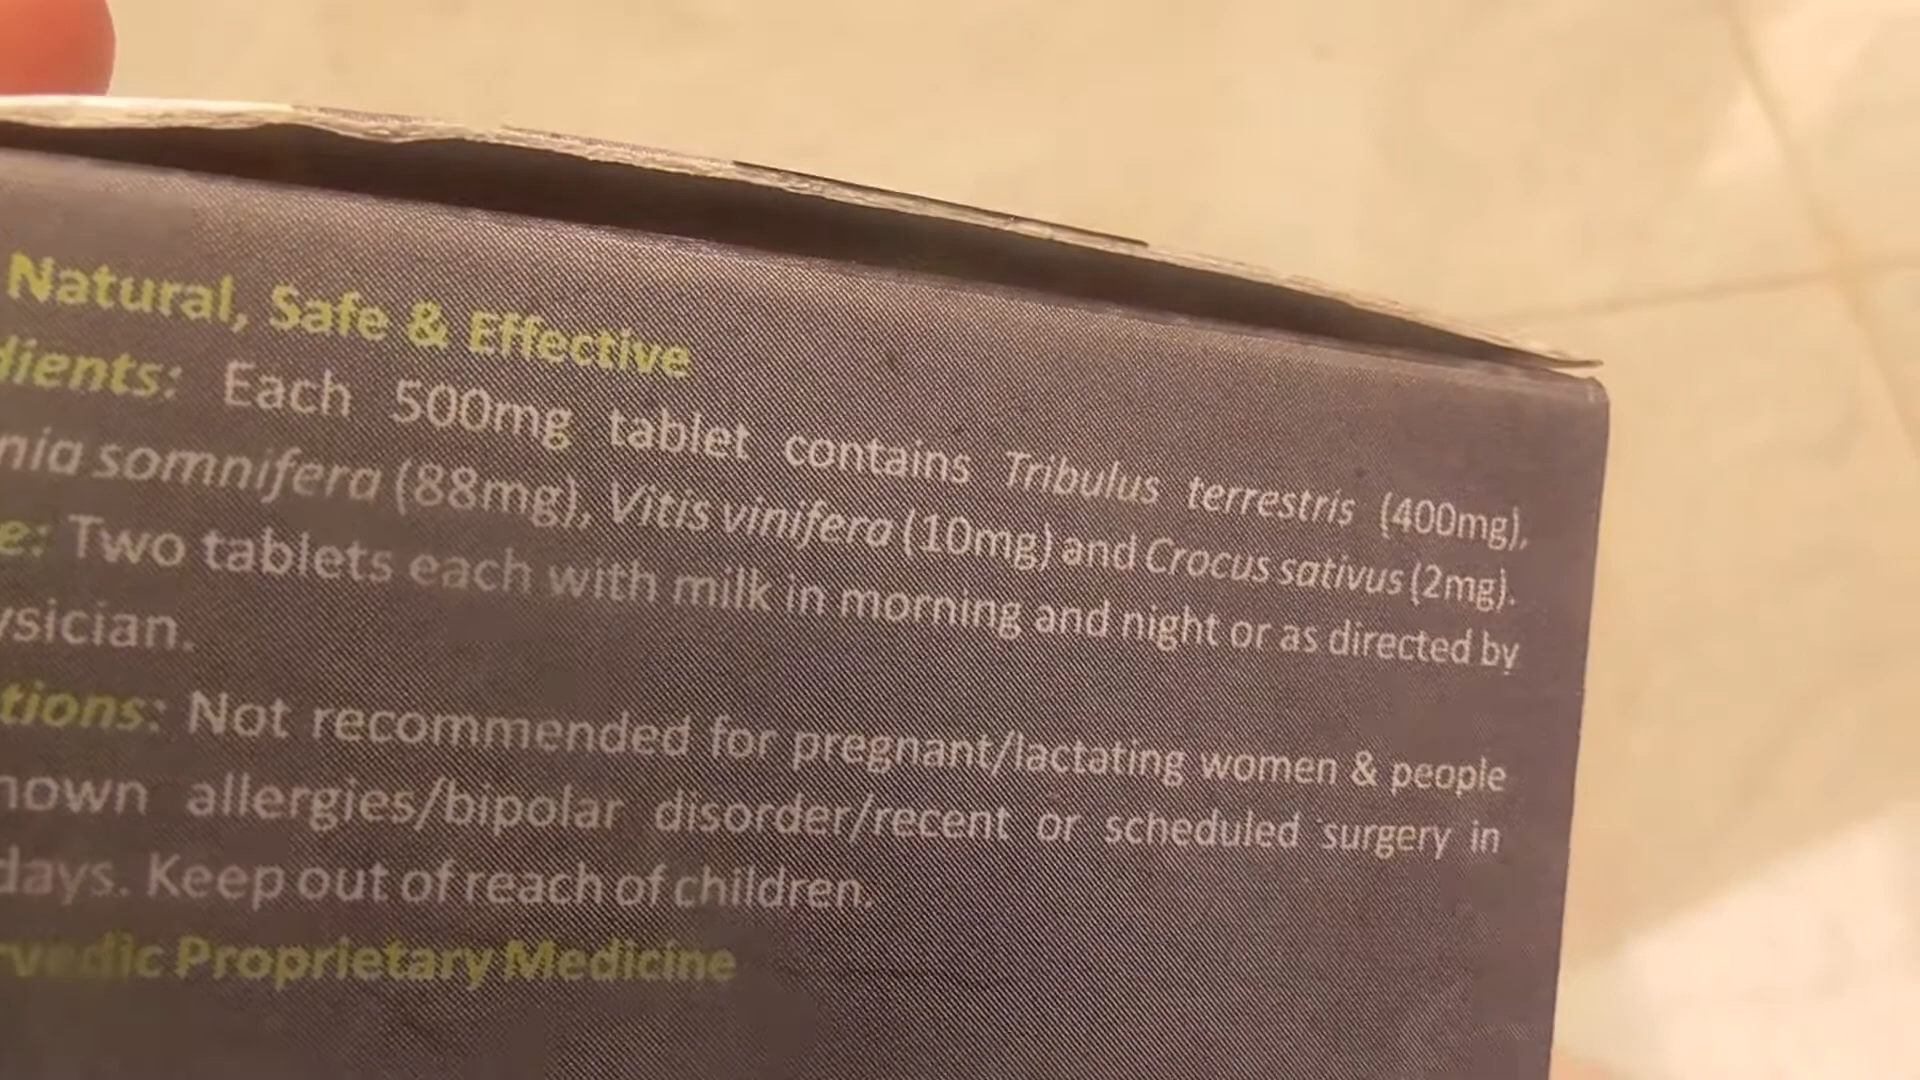 Natural, Safe & Effective
dients: Each 500mg tablet contains Tribulus terrestris (400mg),
nia somnifera (88mg), Vitis vinifera (10mg) and Crocus sativus (2mg).
e: Two tablets each with milk in morning and night or as directed by
ysician.
tions: Not recommended for pregnant/lactating women & people
nown allergies/bipolar disorder/recent or scheduled surgery in
days. Keep out of reach of children.
rvedic Proprietary Medicine